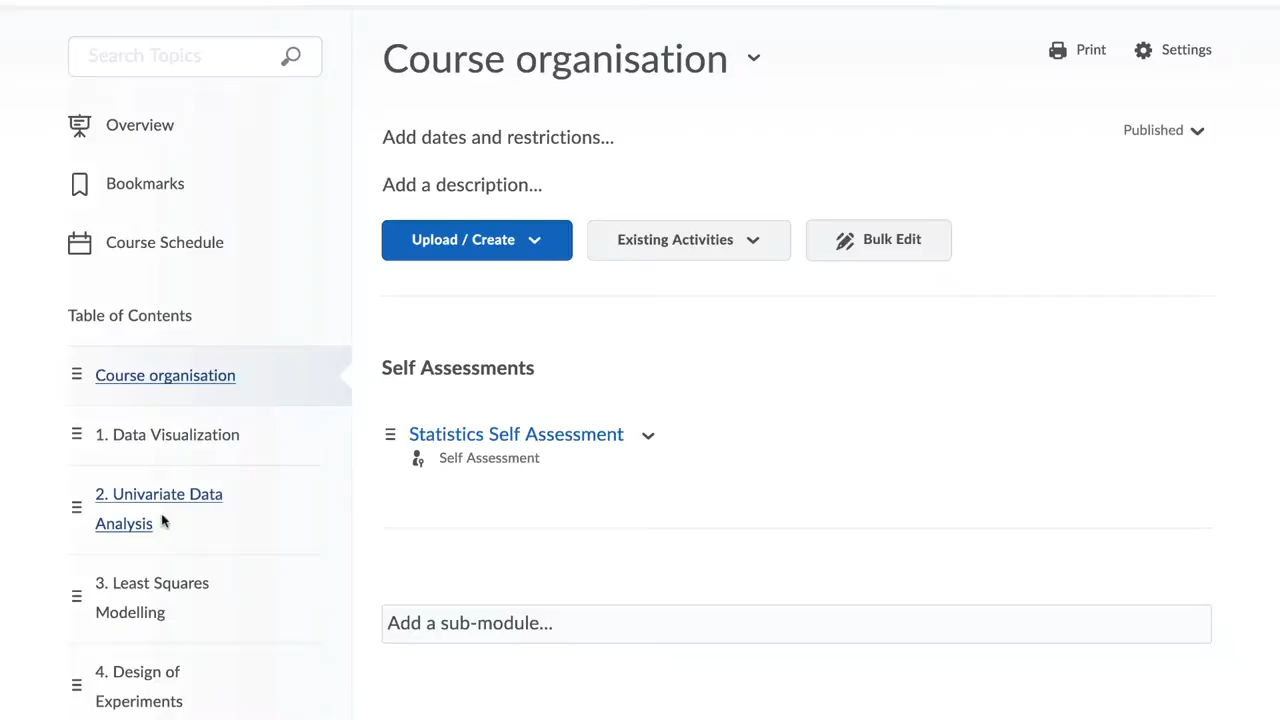 Search Topics
Overview
Bookmarks
Course Schedule
Table of Contents
Course organisation
1. Data Visualization
2. Univariate Data
Analysis
3. Least Squares
Modelling
4. Design of
Experiments
Course organisation
Print
Settings
Add dates and restrictions...
Published
Add a description...
Upload / Create
Existing Activities
Bulk Edit
Self Assessments
Statistics Self Assessment
Self Assessment
Add a sub-module...